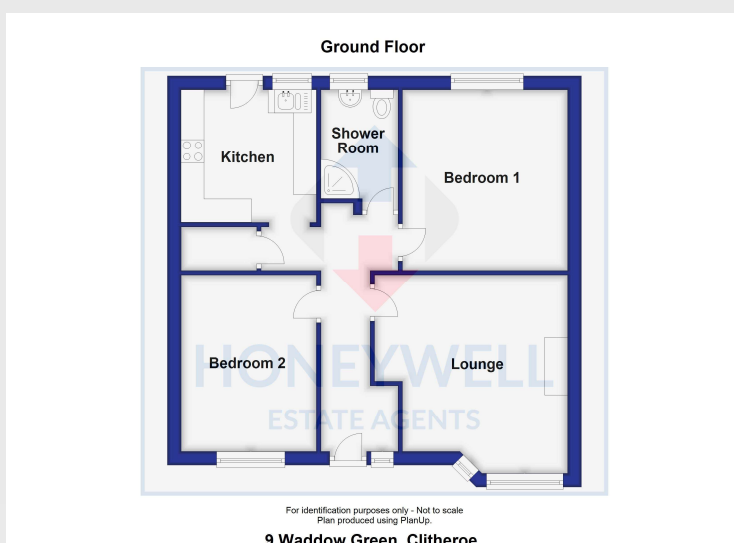 Ground Floor
Kitchen
Shower
Room
Bedroom 1
Bedroom 2
Lounge
HONEYWELL
ESTATE AGENTS
For identification purposes only - Not to scale
Plan produced using PlanUp.
9 Waddow Green, Clitheroe